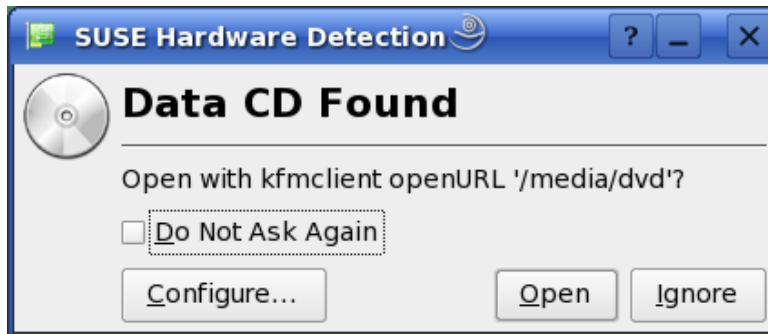 SUSE Hardware Detection ?
Data CD Found
Open with kfmclient openURL '/media/dvd'?
Do Not Ask Again
Configure... Open Ignore